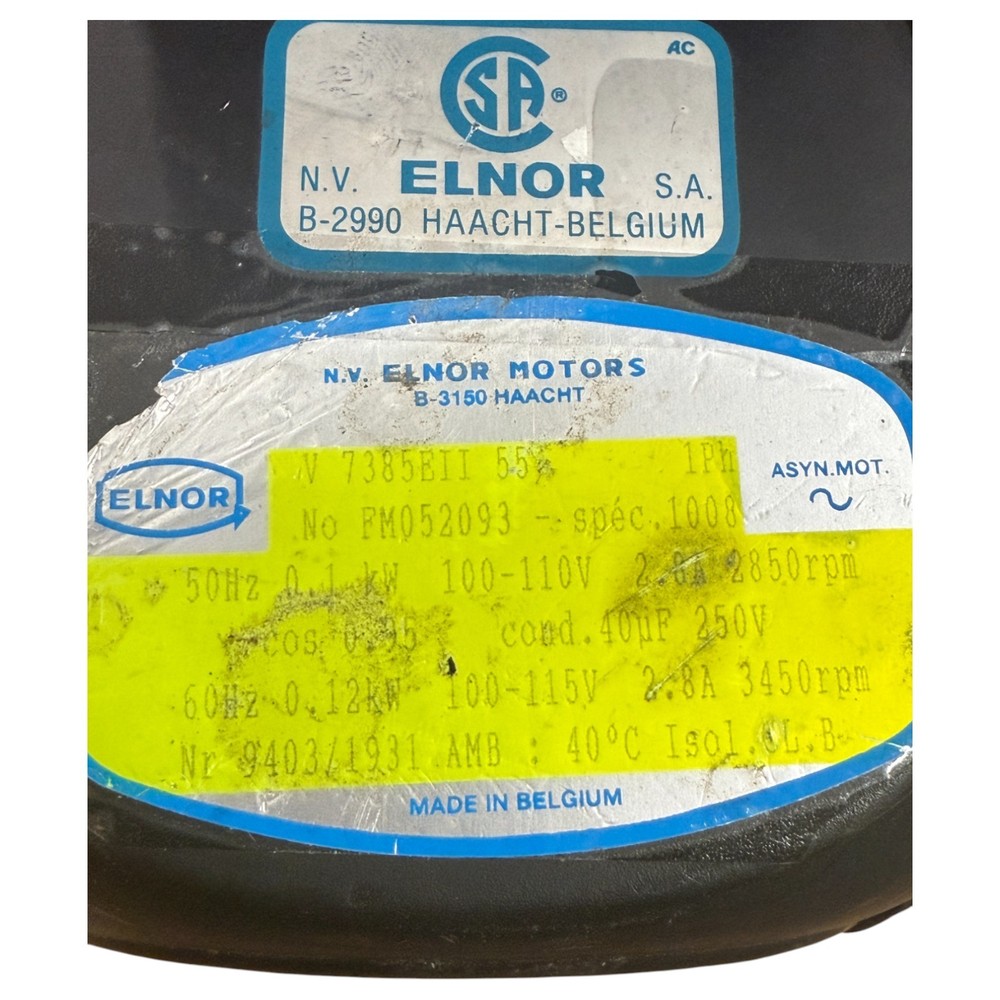 AC
CSA®
N.V. ELNOR S.A.
B-2990 HAACHT-BELGIUM
N.V. ELNOR MOTORS
B-3150 HAACHT
ELNOR
ASYN.MOT.
∿
V 7385EII 1Ph
No FM052093 - spéc.1008
50Hz 0.1 kW 100-110V 2.8A 2850rpm
cos 0.95 cond.40µF 250V
60Hz 0.12kW 100-115V 2.8A 3450rpm
Nr 9403/1931 AMB : 40°C Isol.CL.B
MADE IN BELGIUM